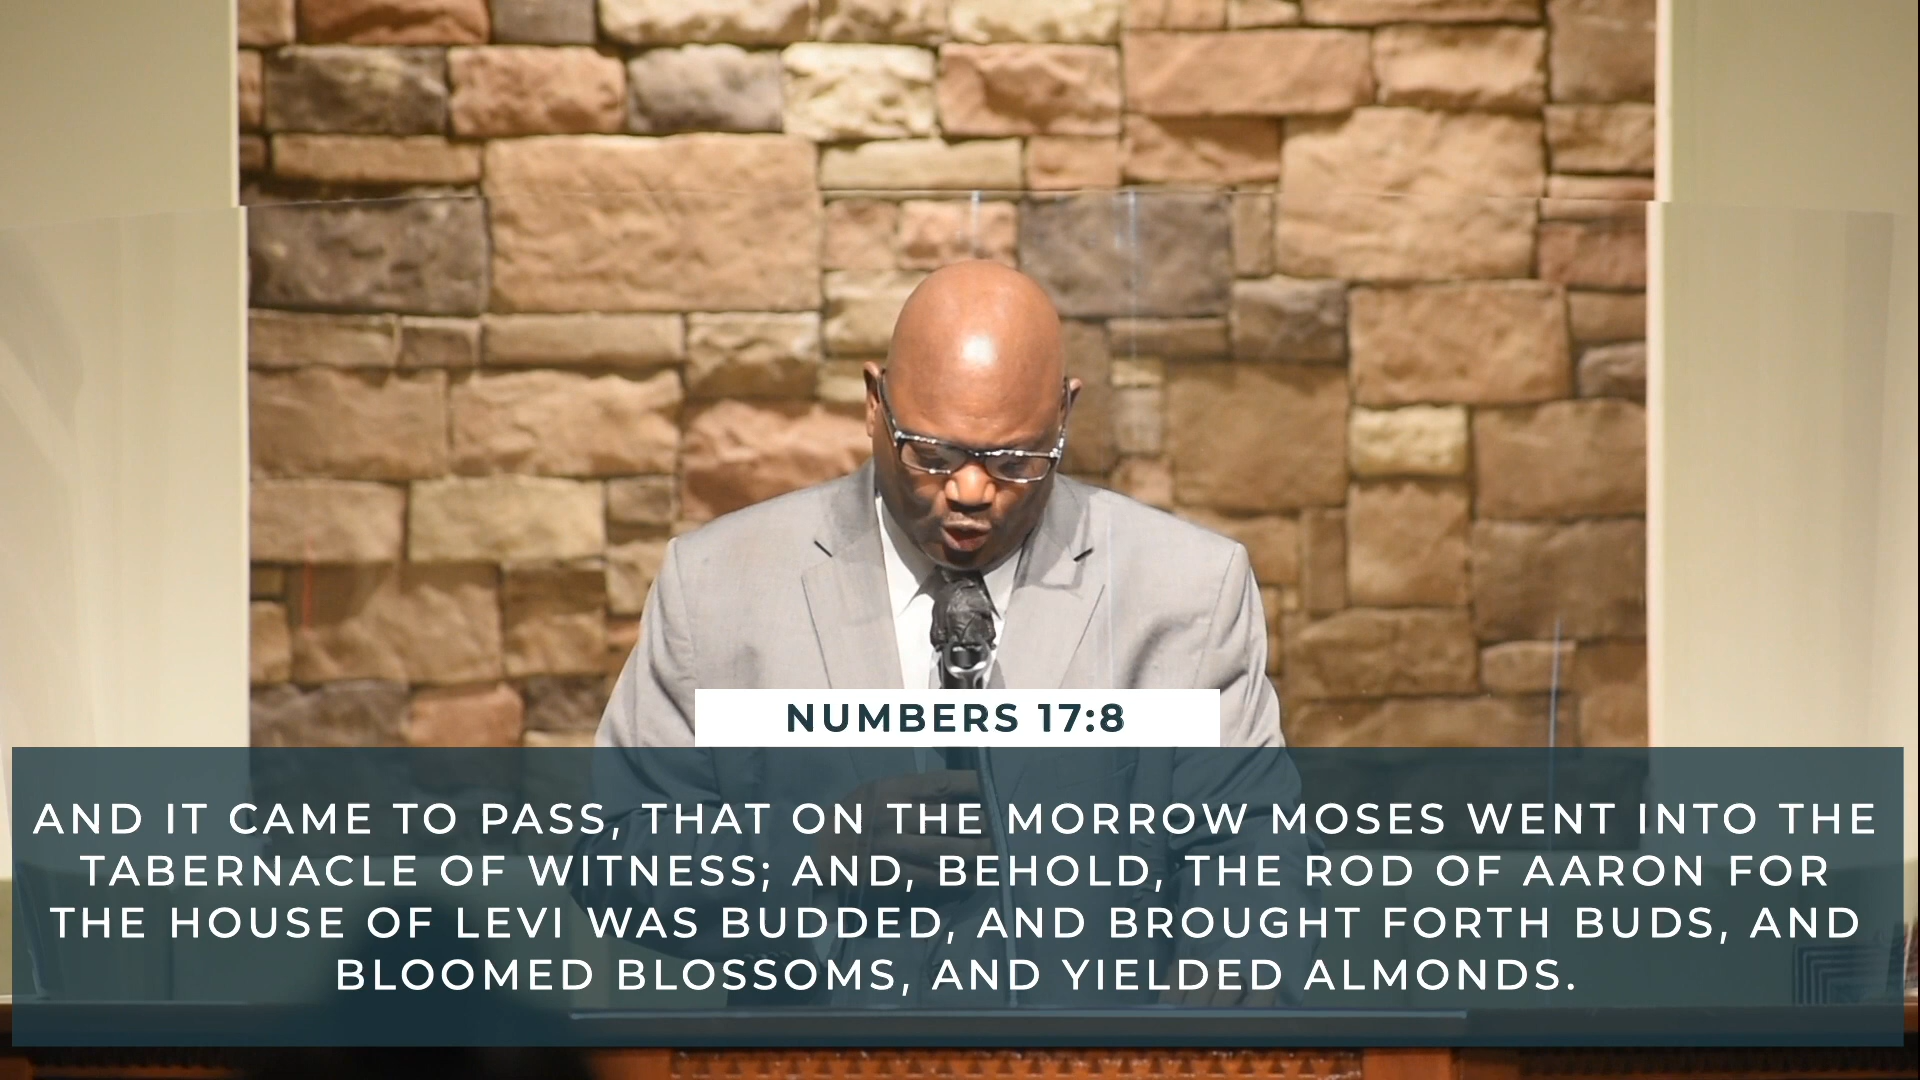 NUMBERS 17:8
AND IT CAME TO PASS, THAT ON THE MORROW MOSES WENT INTO THE
TABERNACLE OF WITNESS; AND, BEHOLD, THE ROD OF AARON FOR
THE HOUSE OF LEVI WAS BUDDED, AND BROUGHT FORTH BUDS, AND
BLOOMED BLOSSOMS, AND YIELDED ALMONDS.